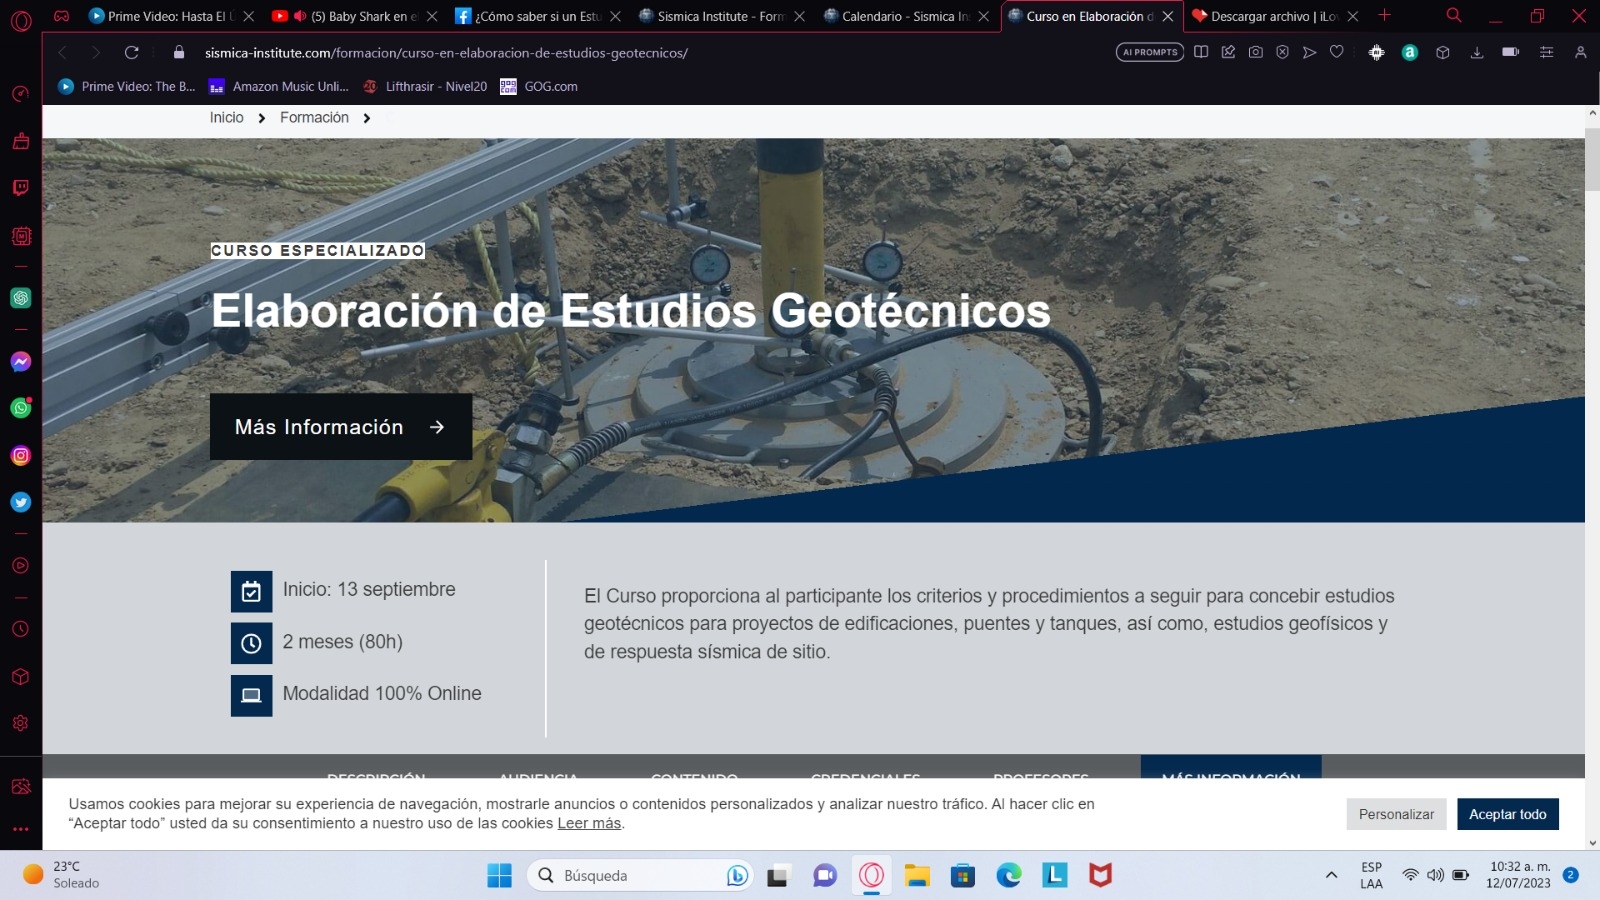 Prime Video: Hasta El
(5) Baby Shark en e
¿Cómo saber si un Estu
Sismica Institute - Form
Calendario - Sismica In
Curso en Elaboración d
Descargar archivo | iLov
sismica-institute.com/formacion/curso-en-elaboracion-de-estudios-geotecnicos/
AI PROMPTS
Prime Video: The B...
Amazon Music Unli...
Lifthrasir - Nivel20
GOG.com
Inicio
Formación
CURSO ESPECIALIZADO
Elaboración de Estudios Geotécnicos
Más Información
Inicio: 13 septiembre
2 meses (80h)
Modalidad 100% Online
El Curso proporciona al participante los criterios y procedimientos a seguir para concebir estudios
geotécnicos para proyectos de edificaciones, puentes y tanques, así como, estudios geofísicos y
de respuesta sísmica de sitio.
DESCRIPCIÓN
AUDIENCIA
CONTENIDO
CREDENCIALES
PROFESORES
MÁS INFORMACIÓN
Usamos cookies para mejorar su experiencia de navegación, mostrarle anuncios o contenidos personalizados y analizar nuestro tráfico. Al hacer clic en
“Aceptar todo” usted da su consentimiento a nuestro uso de las cookies Leer más.
Personalizar
Aceptar todo
23°C
Soleado
Búsqueda
ESP
LAA
10:32 a. m.
12/07/2023
2